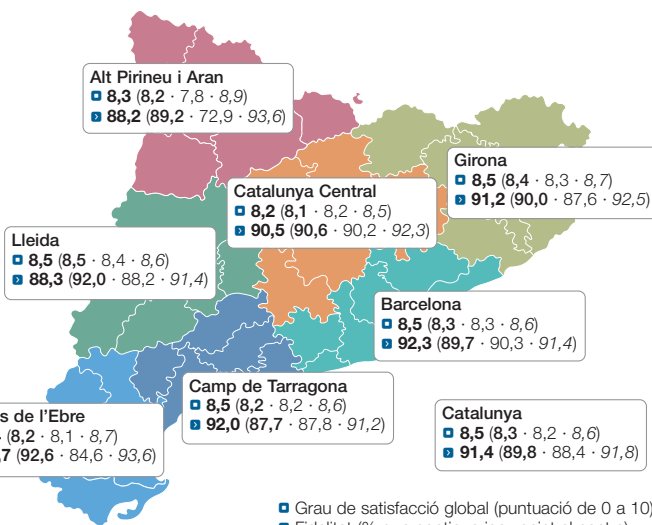 Alt Pirineu i Aran
8,3 (8,2 · 7,8 · 8,9)
88,2 (89,2 · 72,9 · 93,6)
Girona
8,5 (8,4 · 8,3 · 8,7)
91,2 (90,0 · 87,6 · 92,5)
Catalunya Central
8,2 (8,1 · 8,2 · 8,5)
90,5 (90,6 · 90,2 · 92,3)
Lleida
8,5 (8,5 · 8,4 · 8,6)
88,3 (92,0 · 88,2 · 91,4)
Barcelona
8,5 (8,3 · 8,3 · 8,6)
92,3 (89,7 · 90,3 · 91,4)
Camp de Tarragona
8,5 (8,2 · 8,2 · 8,6)
92,0 (87,7 · 87,8 · 91,2)
s de l'Ebre
(8,2 · 8,1 · 8,7)
,7 (92,6 · 84,6 · 93,6)
Catalunya
8,5 (8,3 · 8,2 · 8,6)
91,4 (89,8 · 88,4 · 91,8)
Grau de satisfacció global (puntuació de 0 a 10)